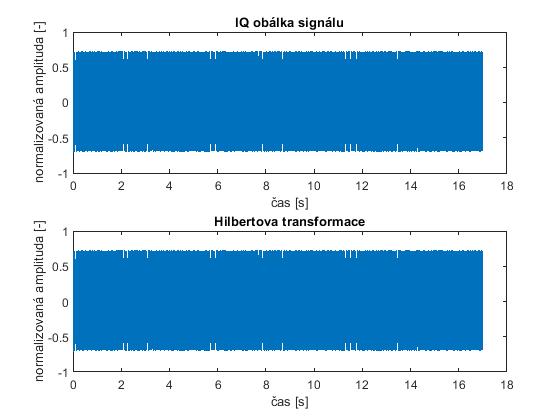 IQ obálka signálu
normalizovaná amplituda [-]
1
0.5
0
-0.5
-1
0 2 4 6 8 10 12 14 16 18
čas [s]
Hilbertova transformace
normalizovaná amplituda [-]
1
0.5
0
-0.5
-1
0 2 4 6 8 10 12 14 16 18
čas [s]